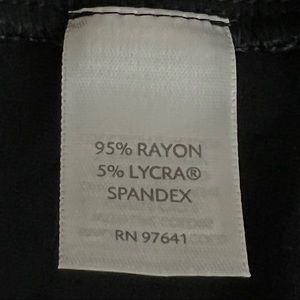 95% RAYON
5% LYCRA®
SPANDEX
RN 97641